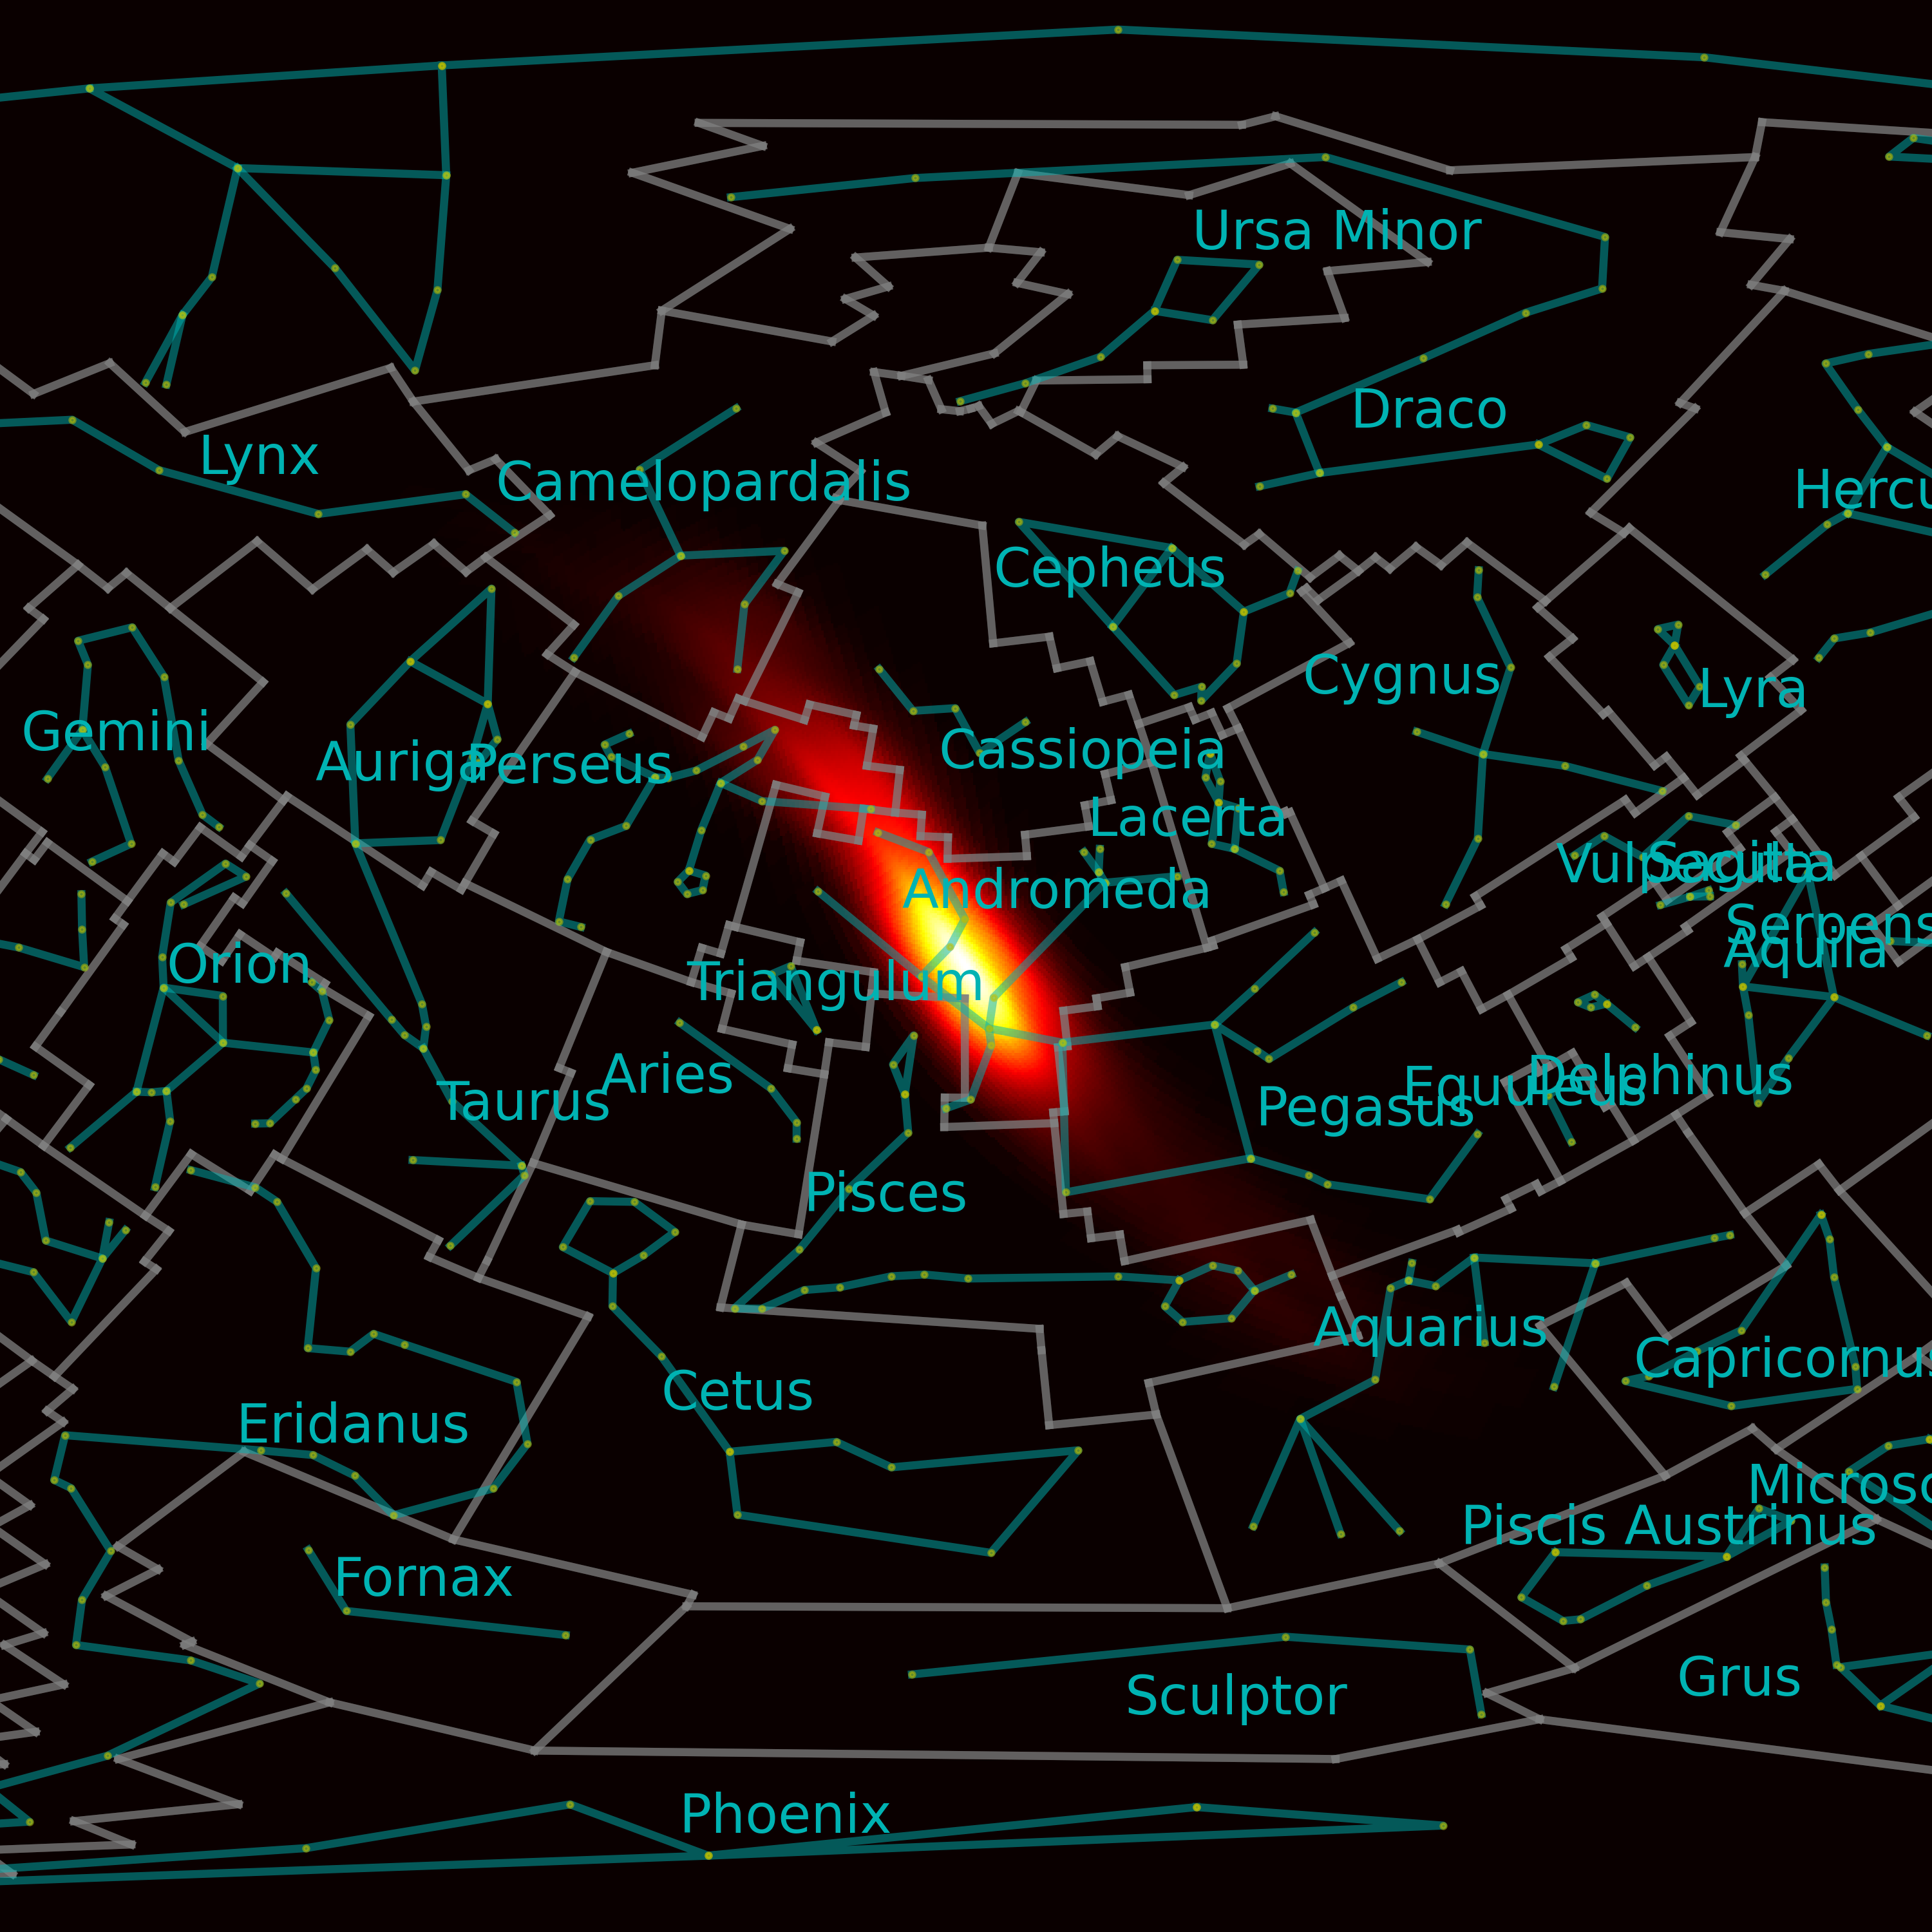 Ursa Minor
Draco
Lynx
Camelopardalis
Hercu
Cepheus
Cygnus
Lyra
Gemini
Auriga
Perseus
Cassiopeia
Lacerta
Vulpecula
Sagitta
Andromeda
Serpens
Aquila
Orion
Triangulum
Aries
Taurus
Pegasus
Equuleus
Delphinus
Pisces
Aquarius
Capricornus
Cetus
Eridanus
Microsc
Piscis Austrinus
Fornax
Grus
Sculptor
Phoenix